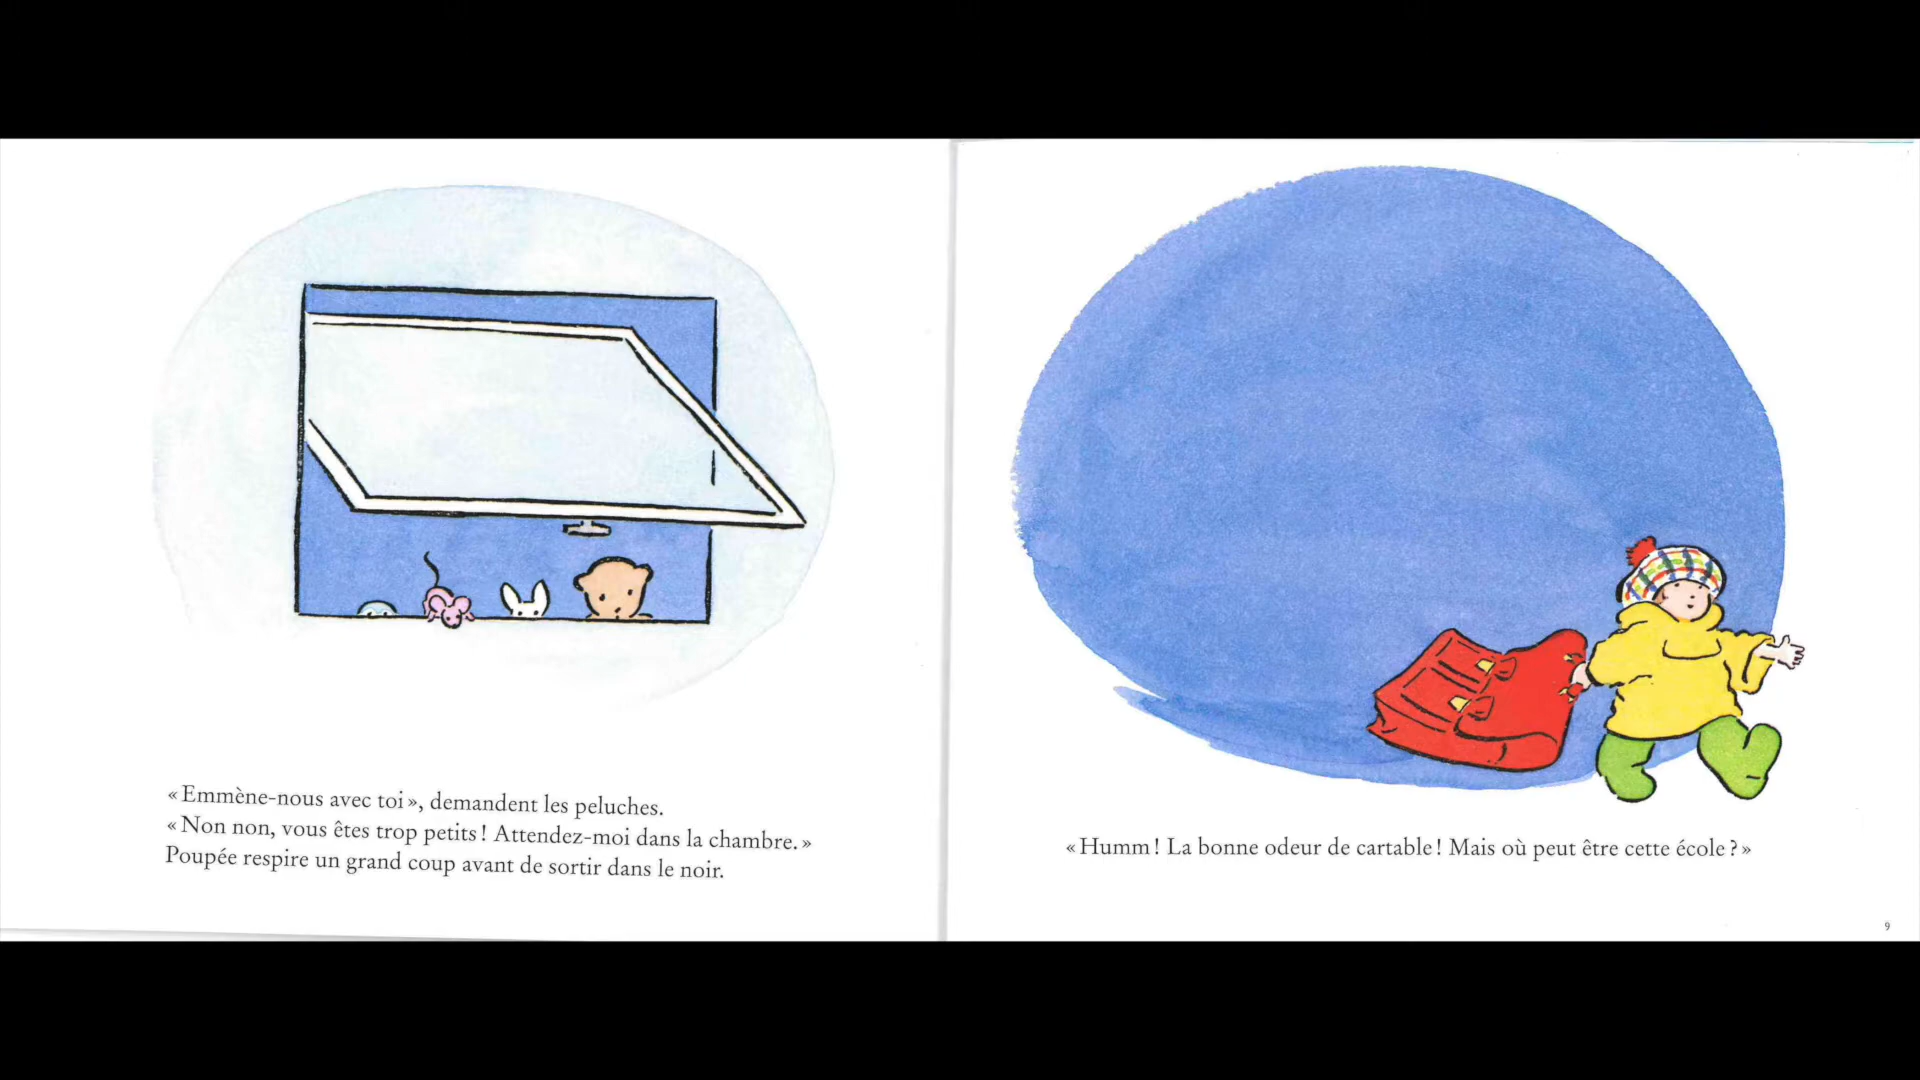 «Emmène-nous avec toi», demandent les peluches.
«Non non, vous êtes trop petits! Attendez-moi dans la chambre.»
Poupée respire un grand coup avant de sortir dans le noir.
«Humm! La bonne odeur de cartable! Mais où peut être cette école?»
9